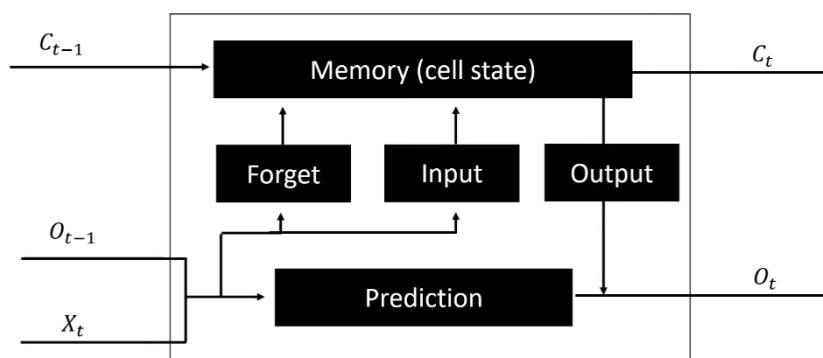 C_{t-1}
Memory (cell state)
C_t
Forget
Input
Output
O_{t-1}
X_t
Prediction
O_t